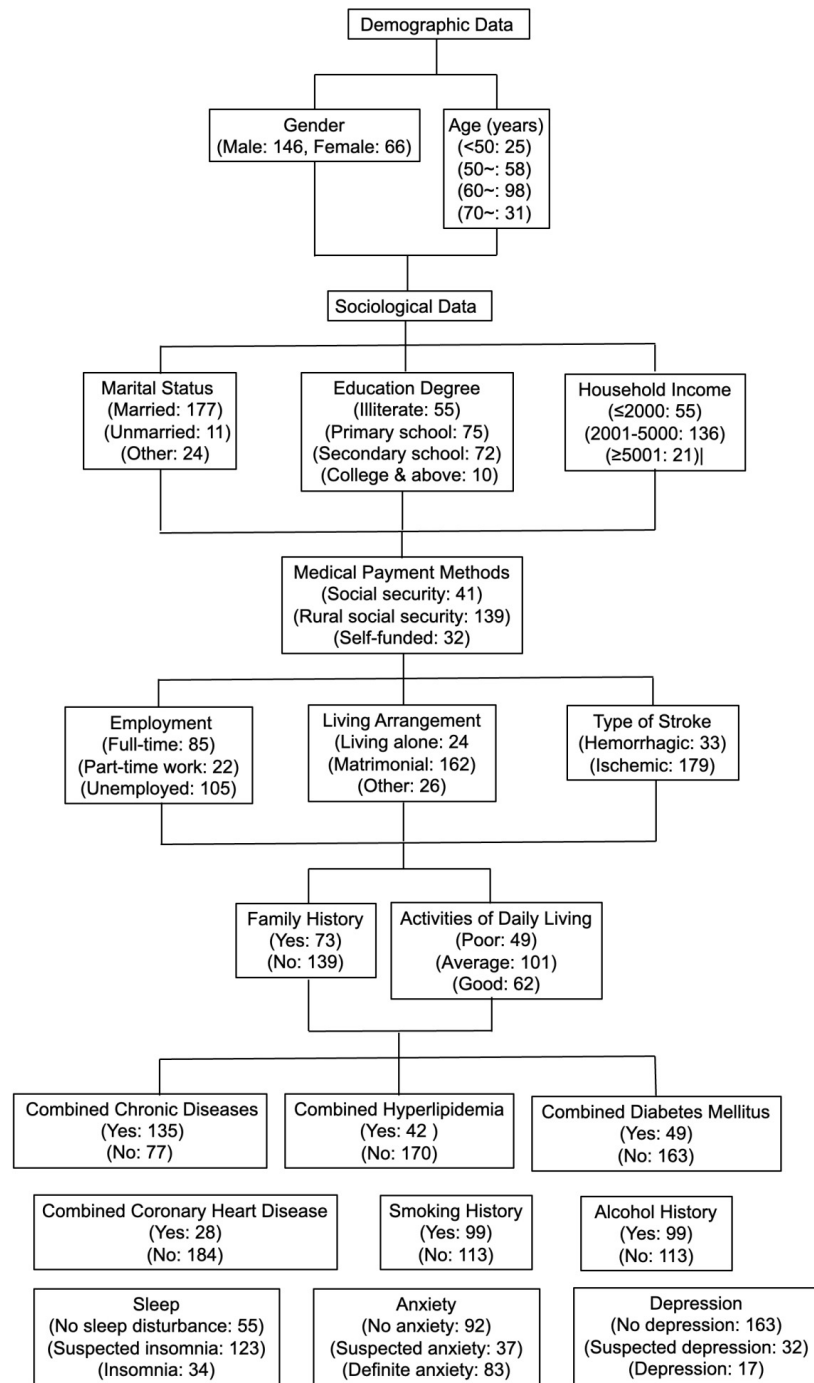 Demographic Data
Gender
(Male: 146, Female: 66)
Age (years)
(<50: 25)
(50~: 58)
(60~: 98)
(70~: 31)
Sociological Data
Marital Status
(Married: 177)
(Unmarried: 11)
(Other: 24)
Education Degree
(Illiterate: 55)
(Primary school: 75)
(Secondary school: 72)
(College & above: 10)
Household Income
(≤2000: 55)
(2001-5000: 136)
(≥5001: 21)|
Medical Payment Methods
(Social security: 41)
(Rural social security: 139)
(Self-funded: 32)
Employment
(Full-time: 85)
(Part-time work: 22)
(Unemployed: 105)
Living Arrangement
(Living alone: 24
(Matrimonial: 162)
(Other: 26)
Type of Stroke
(Hemorrhagic: 33)
(Ischemic: 179)
Family History
(Yes: 73)
(No: 139)
Activities of Daily Living
(Poor: 49)
(Average: 101)
(Good: 62)
Combined Chronic Diseases
(Yes: 135)
(No: 77)
Combined Hyperlipidemia
(Yes: 42 )
(No: 170)
Combined Diabetes Mellitus
(Yes: 49)
(No: 163)
Combined Coronary Heart Disease
(Yes: 28)
(No: 184)
Smoking History
(Yes: 99)
(No: 113)
Alcohol History
(Yes: 99)
(No: 113)
Sleep
(No sleep disturbance: 55)
(Suspected insomnia: 123)
(Insomnia: 34)
Anxiety
(No anxiety: 92)
(Suspected anxiety: 37)
(Definite anxiety: 83)
Depression
(No depression: 163)
(Suspected depression: 32)
(Depression: 17)